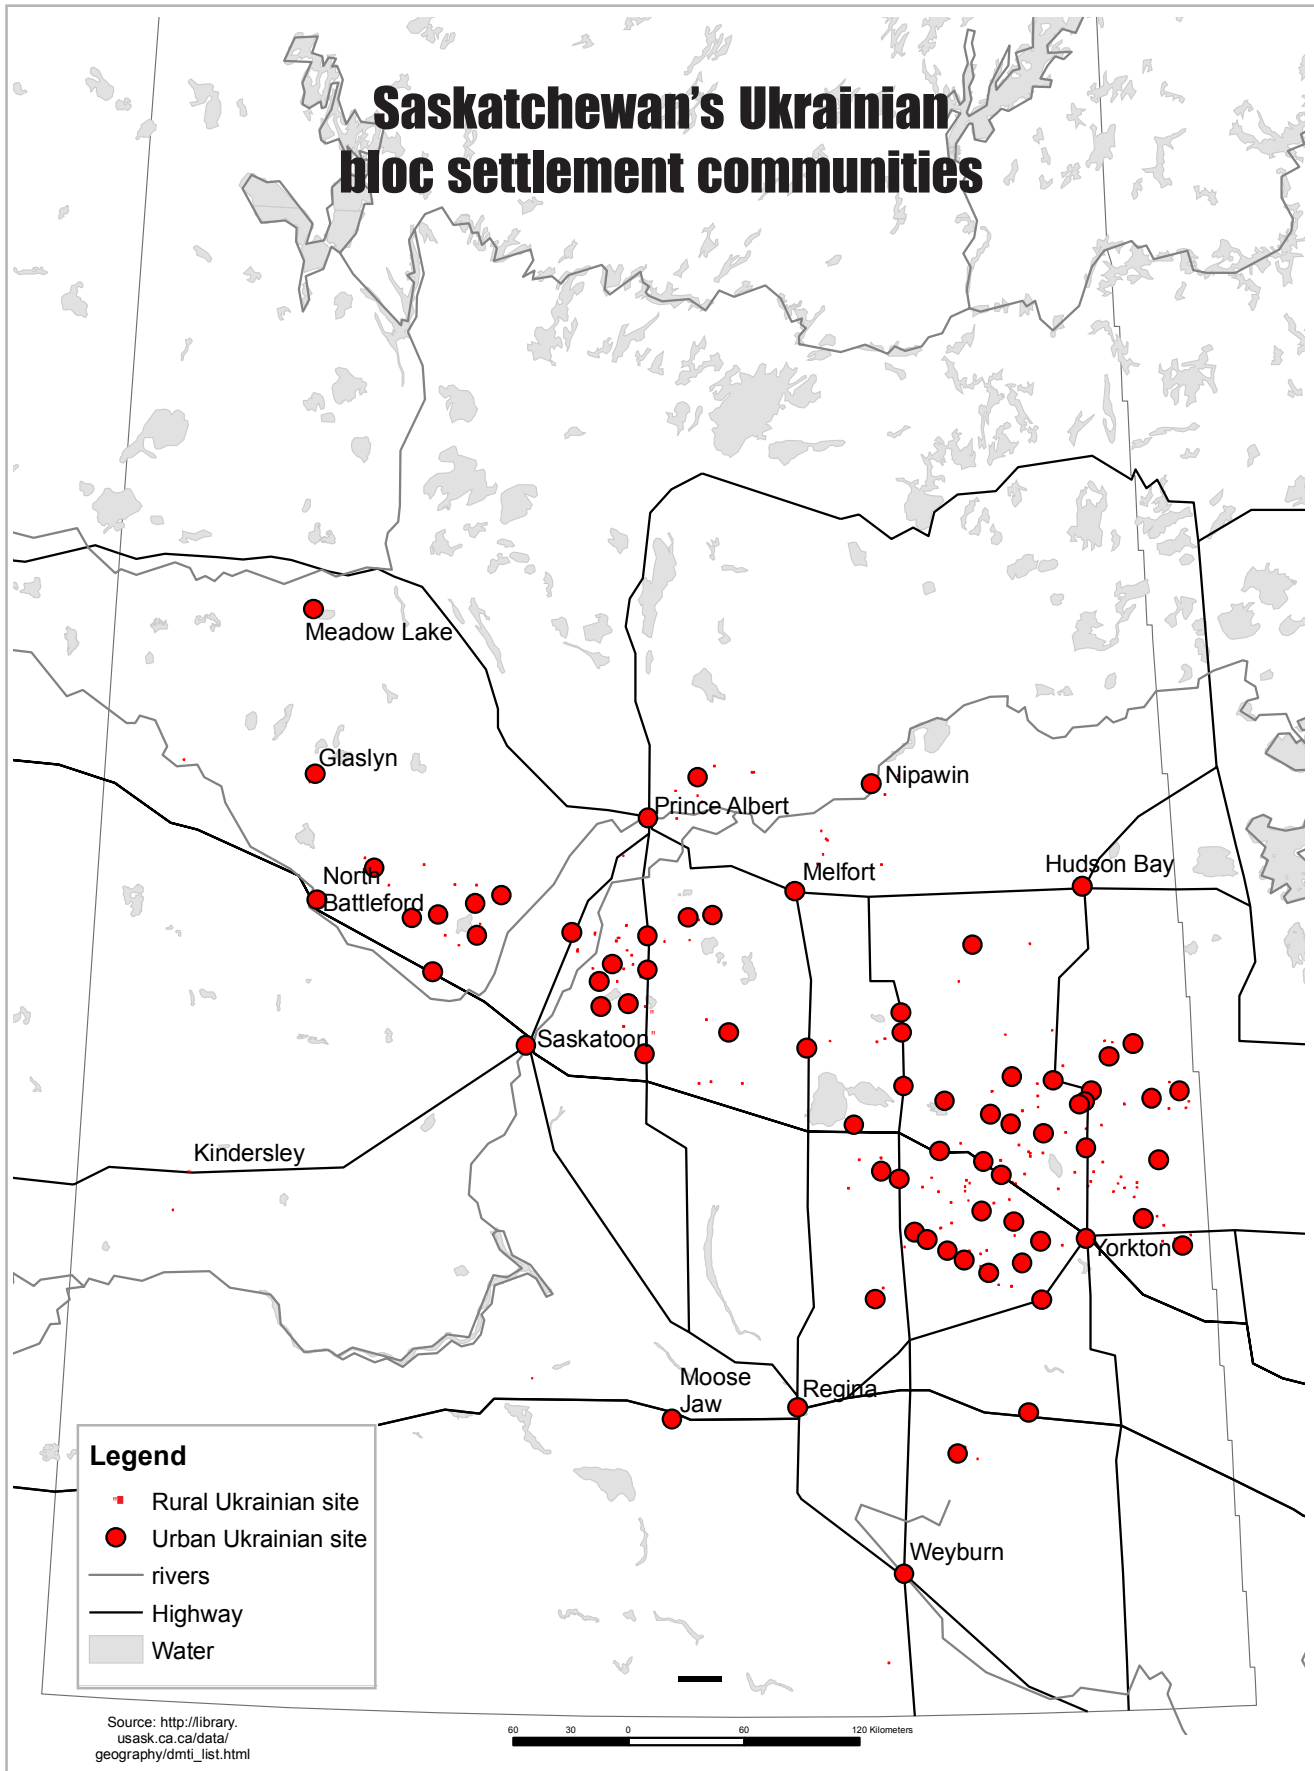 Saskatchewan's Ukrainian
bloc settlement communities
Meadow Lake
Glaslyn
Nipawin
Prince Albert
Hudson Bay
Melfort
North
Battleford
Saskatoon
Kindersley
Yorkton
Moose
Jaw
Regina
Weyburn
Legend
Rural Ukrainian site
Urban Ukrainian site
rivers
Highway
Water
Source: http://library.
usask.ca.ca/data/
geography/dmti_list.html
60 30 0 60 120 Kilometers